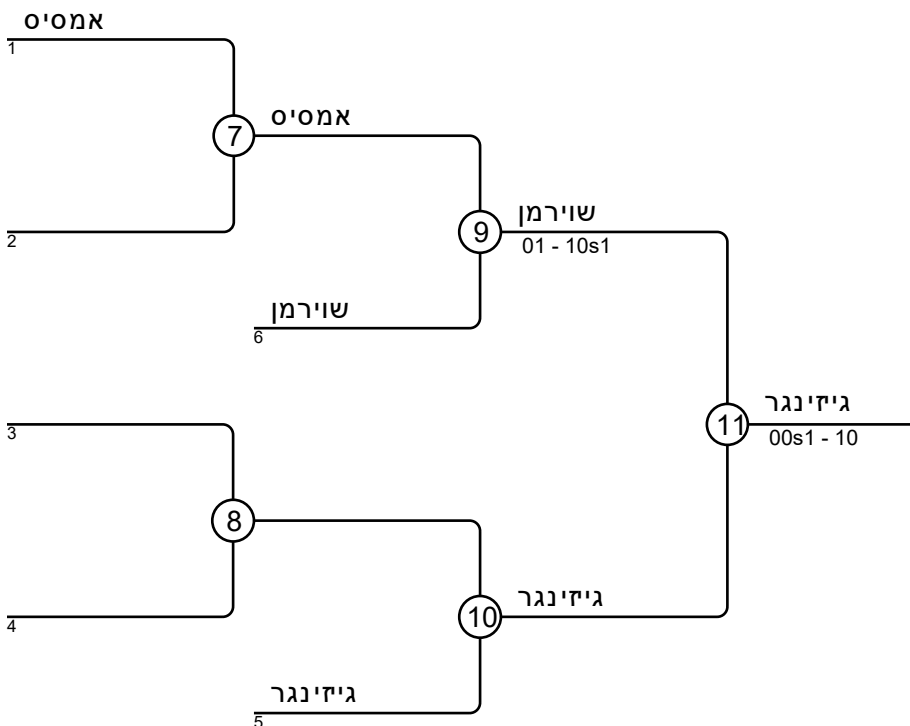 אמסיס
1
7
אמסיס
2
9
שוירמן
01 - 10s1
שוירמן
6
3
11
גייזינגר
00s1 - 10
8
4
10
גייזינגר
גייזינגר
5